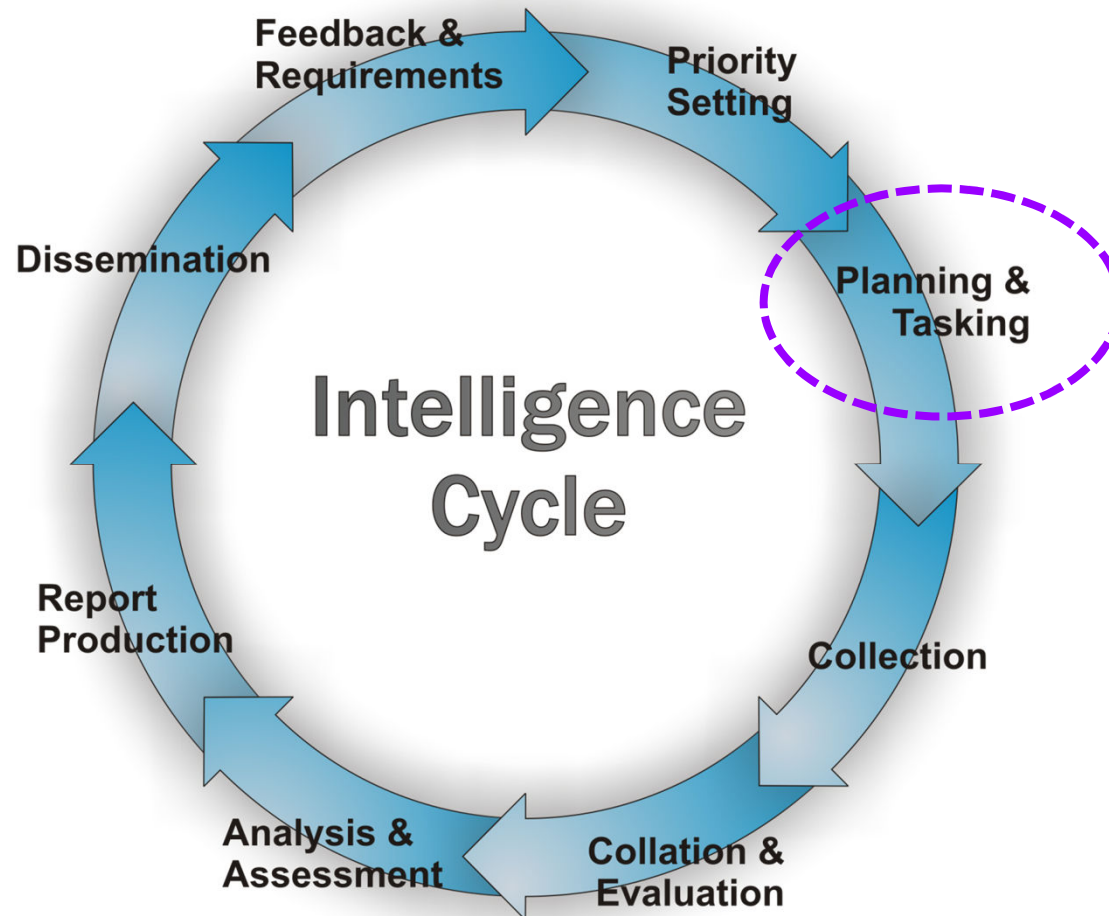 Feedback &
Requirements
Priority
Setting
Planning &
Tasking
Collection
Collation &
Evaluation
Analysis &
Assessment
Report
Production
Dissemination
Intelligence
Cycle